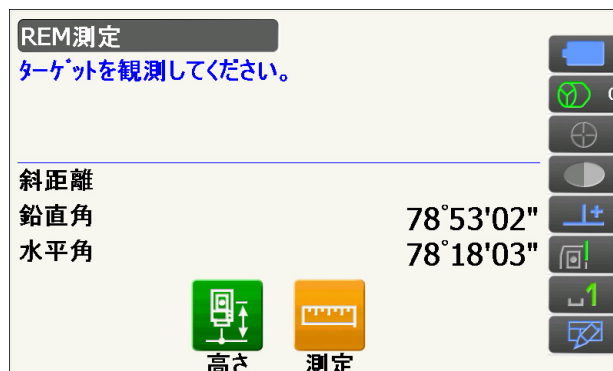 REM測定
ターゲットを観測してください。
斜距離
鉛直角 78°53'02"
水平角 78°18'03"
高さ 測定
1